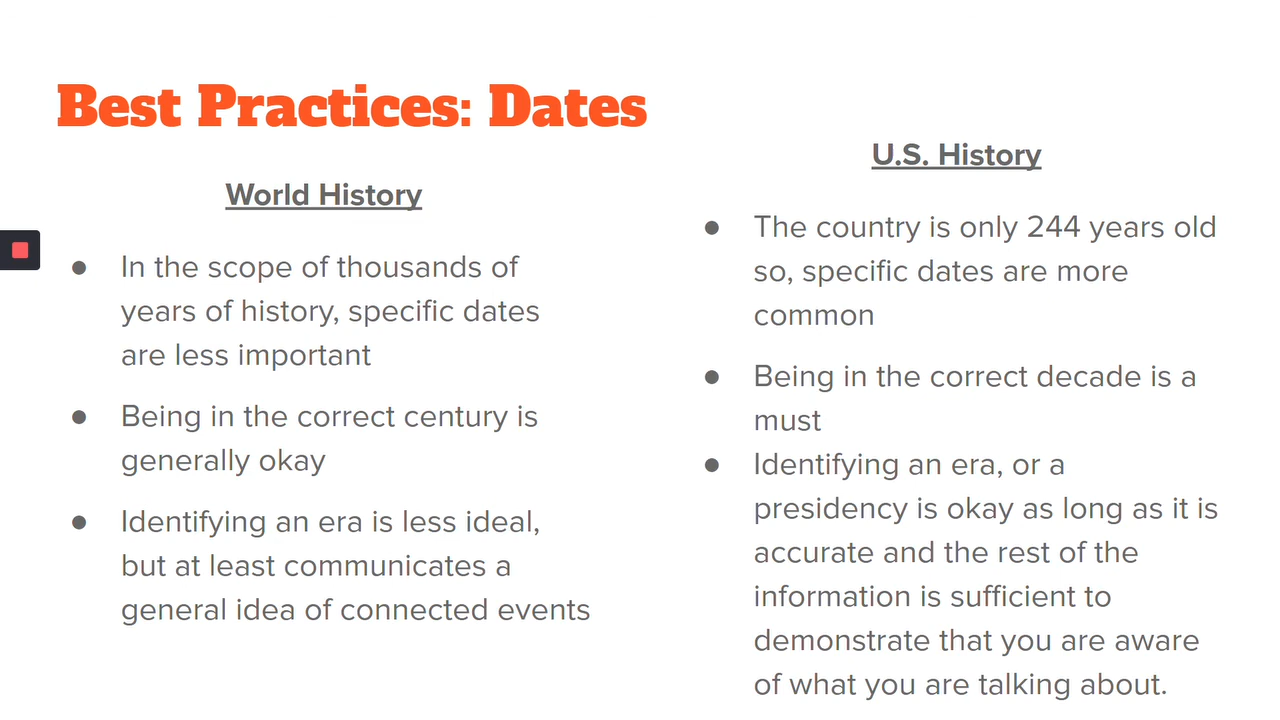 Best Practices: Dates
World History
● In the scope of thousands of
years of history, specific dates
are less important
● Being in the correct century is
generally okay
● Identifying an era is less ideal,
but at least communicates a
general idea of connected events
U.S. History
● The country is only 244 years old
so, specific dates are more
common
● Being in the correct decade is a
must
● Identifying an era, or a
presidency is okay as long as it is
accurate and the rest of the
information is sufficient to
demonstrate that you are aware
of what you are talking about.